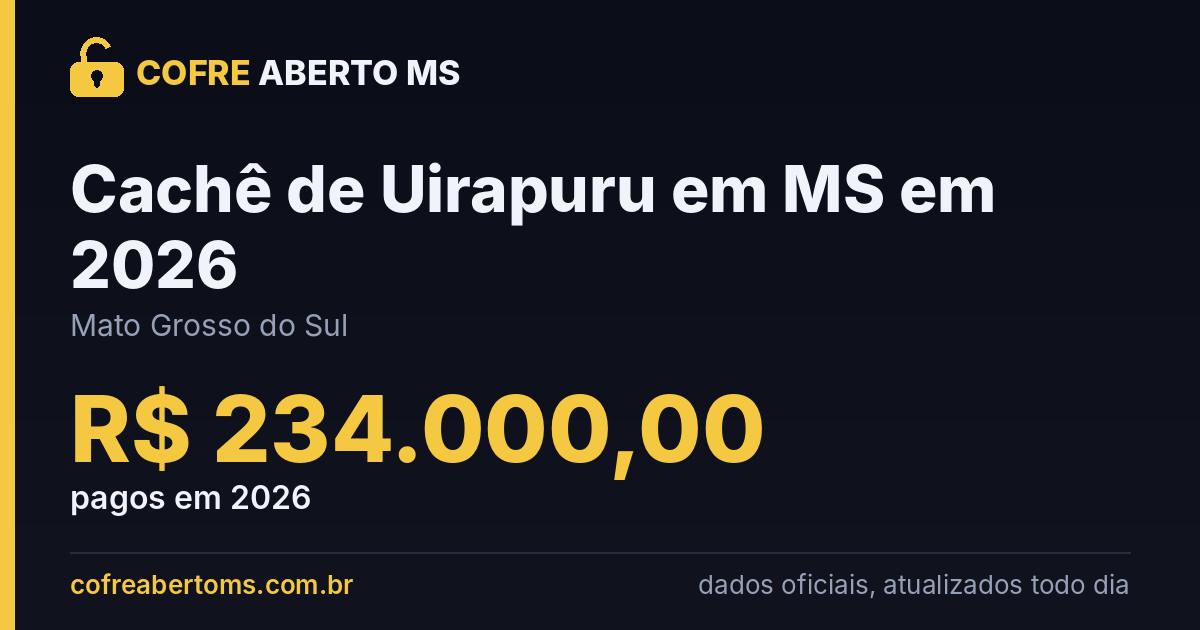 COFRE ABERTO MS
Cachê de Uirapuru em MS em
2026
Mato Grosso do Sul
R$ 234.000,00
pagos em 2026
cofreabertoms.com.br
dados oficiais, atualizados todo dia